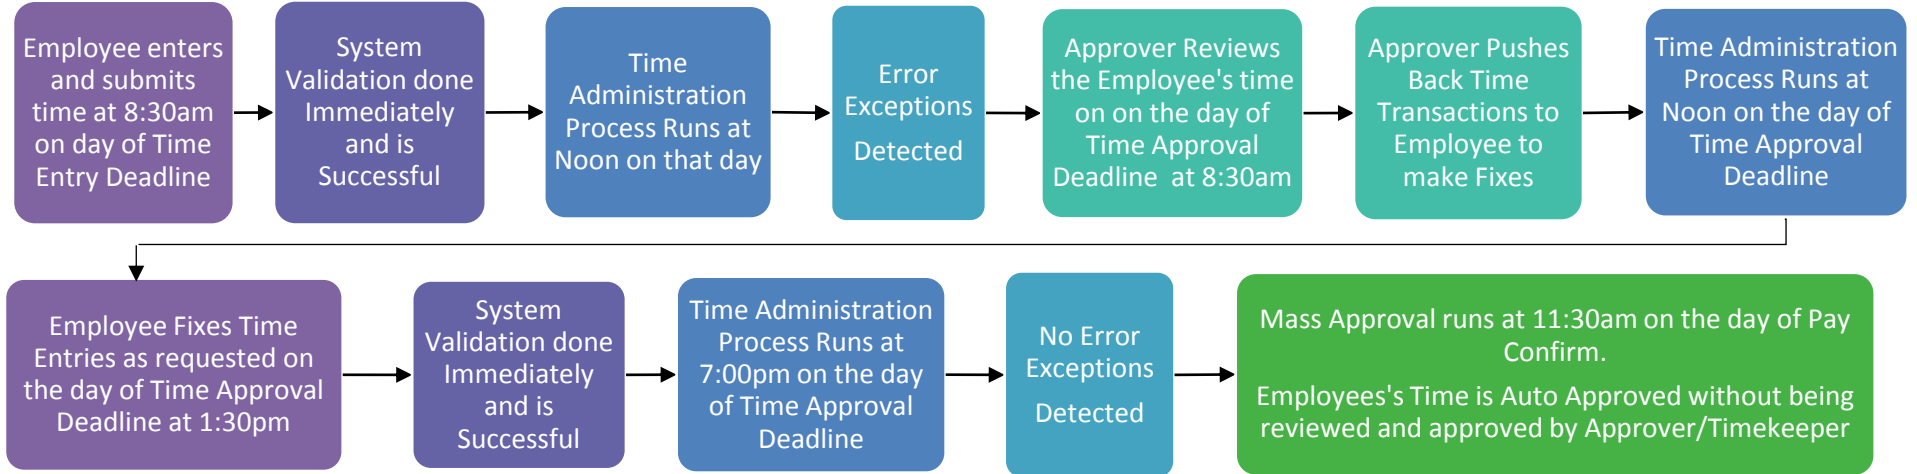 Employee enters
and submits
time at 8:30am
on day of Time
Entry Deadline
System
Validation done
Immediately
and is
Successful
Time
Administration
Process Runs at
Noon on that day
Error
Exceptions
Detected
Approver Reviews
the Employee's time
on on the day of
Time Approval
Deadline at 8:30am
Approver Pushes
Back Time
Transactions to
Employee to
make Fixes
Time Administration
Process Runs at
Noon on the day of
Time Approval
Deadline
Employee Fixes Time
Entries as requested on
the day of Time Approval
Deadline at 1:30pm
System
Validation done
Immediately
and is
Successful
Time Administration
Process Runs at
7:00pm on the day
of Time Approval
Deadline
No Error
Exceptions
Detected
Mass Approval runs at 11:30am on the day of Pay
Confirm.
Employees's Time is Auto Approved without being
reviewed and approved by Approver/Timekeeper